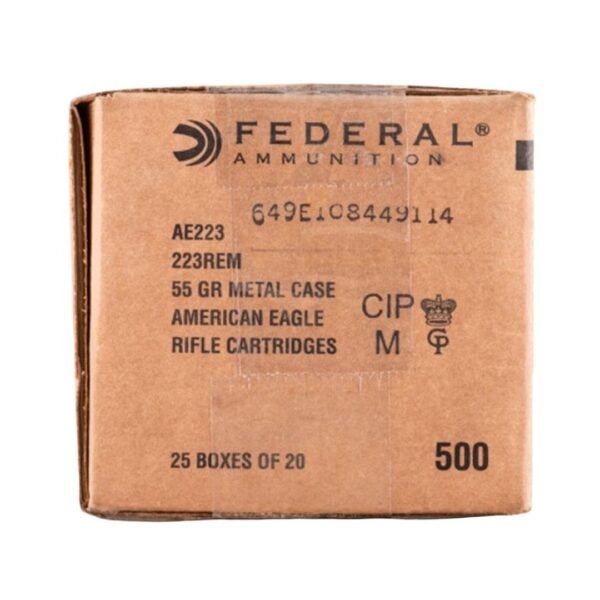 FEDERAL®
AMMUNITION
649E108449114
AE223
223REM
55 GR METAL CASE
AMERICAN EAGLE
RIFLE CARTRIDGES
CIP
M
GP
25 BOXES OF 20
500